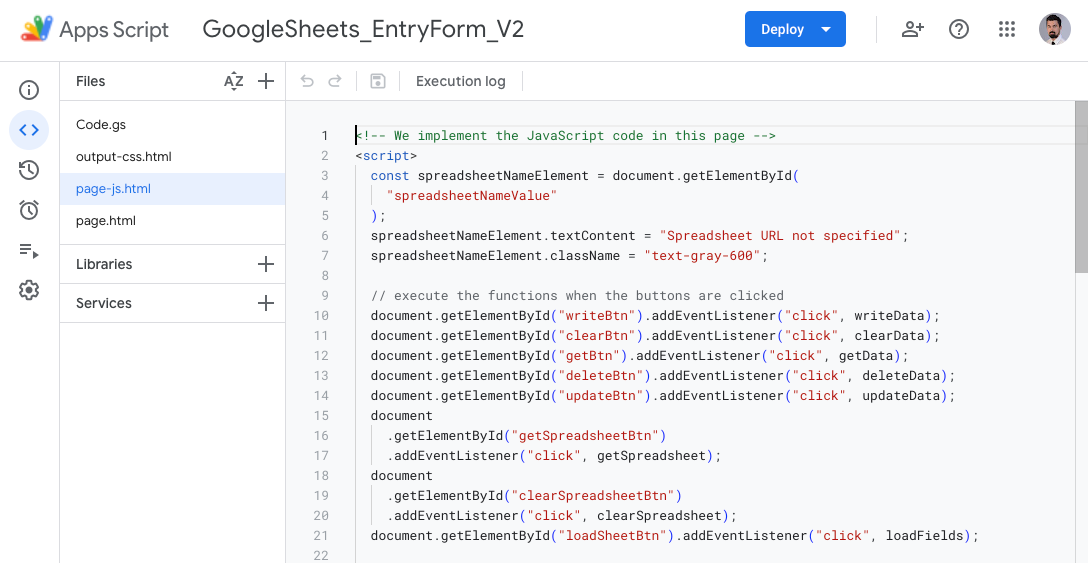 Apps Script
GoogleSheets_EntryForm_V2
Deploy
Files
AZ
Execution log
Code.gs
output-css.html
page-js.html
page.html
Libraries
Services
1 <!-- We implement the JavaScript code in this page -->
2 <script>
3 const spreadsheetNameElement = document.getElementById(
4 "spreadsheetNameValue"
5 );
6 spreadsheetNameElement.textContent = "Spreadsheet URL not specified";
7 spreadsheetNameElement.className = "text-gray-600";
8
9 // execute the functions when the buttons are clicked
10 document.getElementById("writeBtn").addEventListener("click", writeData);
11 document.getElementById("clearBtn").addEventListener("click", clearData);
12 document.getElementById("getBtn").addEventListener("click", getData);
13 document.getElementById("deleteBtn").addEventListener("click", deleteData);
14 document.getElementById("updateBtn").addEventListener("click", updateData);
15 document
16 .getElementById("getSpreadsheetBtn")
17 .addEventListener("click", getSpreadsheet);
18 document
19 .getElementById("clearSpreadsheetBtn")
20 .addEventListener("click", clearSpreadsheet);
21 document.getElementById("loadSheetBtn").addEventListener("click", loadFields);
22